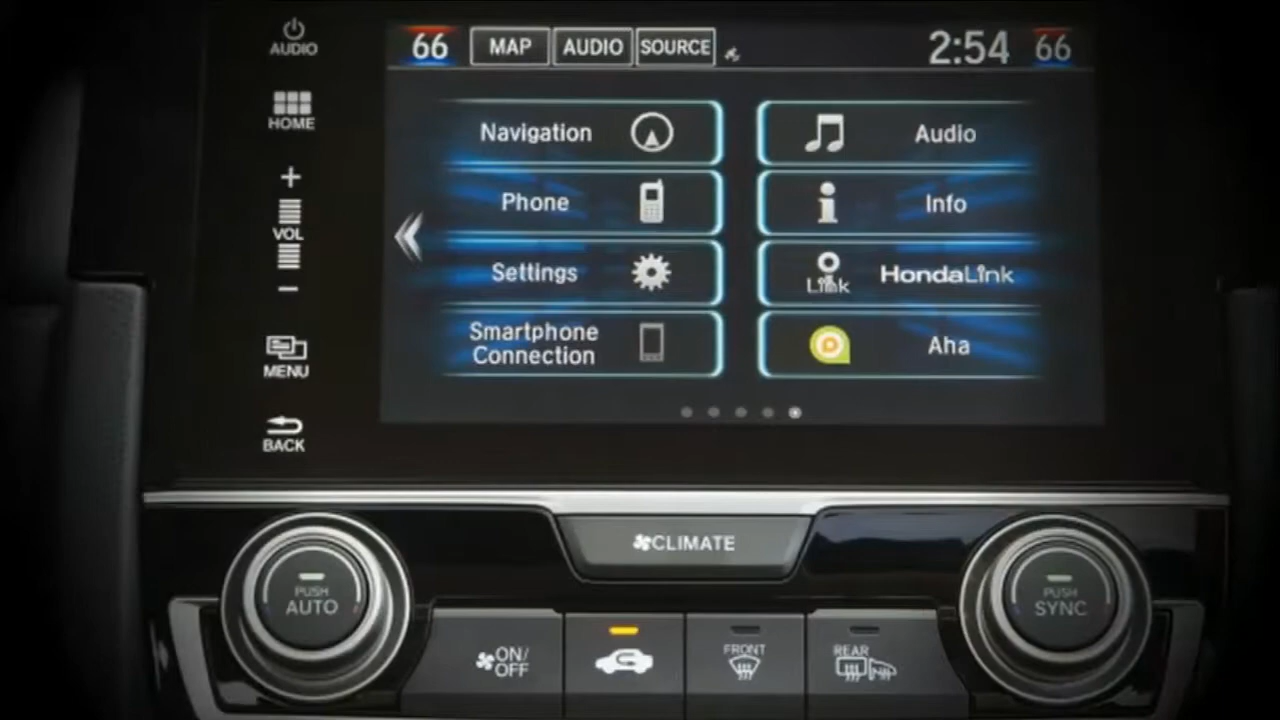 AUDIO
HOME
+
VOL
−
MENU
BACK
66 MAP AUDIO SOURCE 2:54 66
Navigation
Audio
Phone
Info
Settings
Link HondaLink
Smartphone
Connection
Aha
CLIMATE
PUSH
AUTO
PUSH
SYNC
ON/
OFF
FRONT
REAR